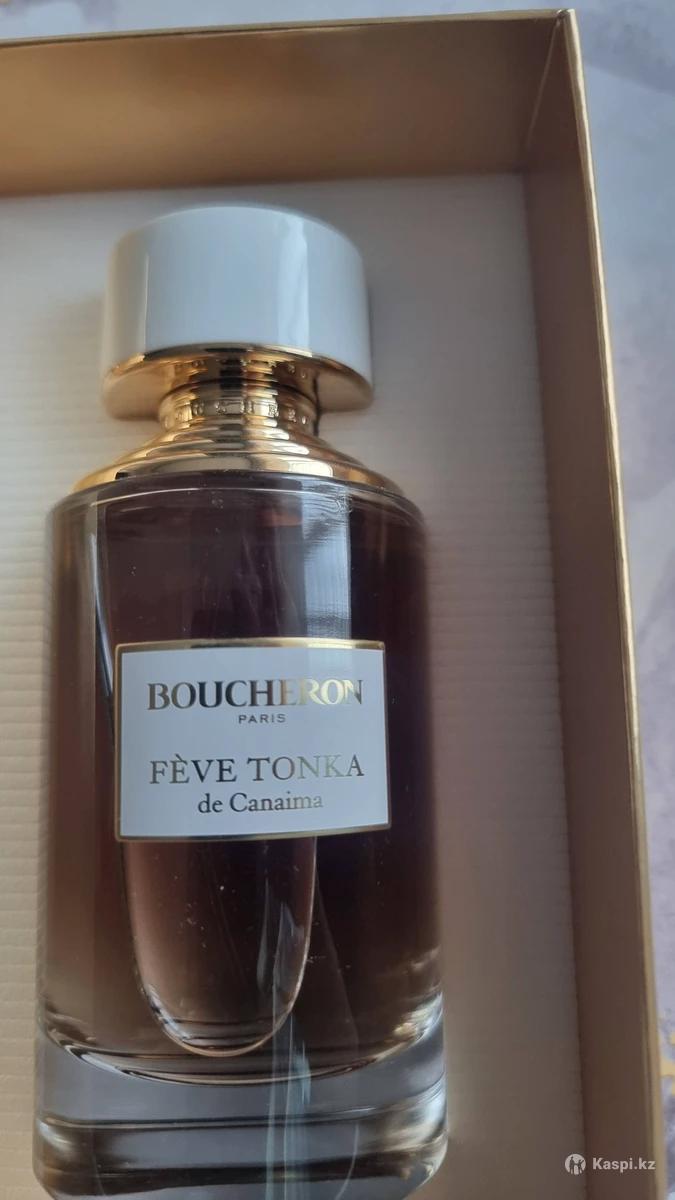 BOUCHERON
PARIS
FÈVE TONKA
de Canaima
Kaspi.kz